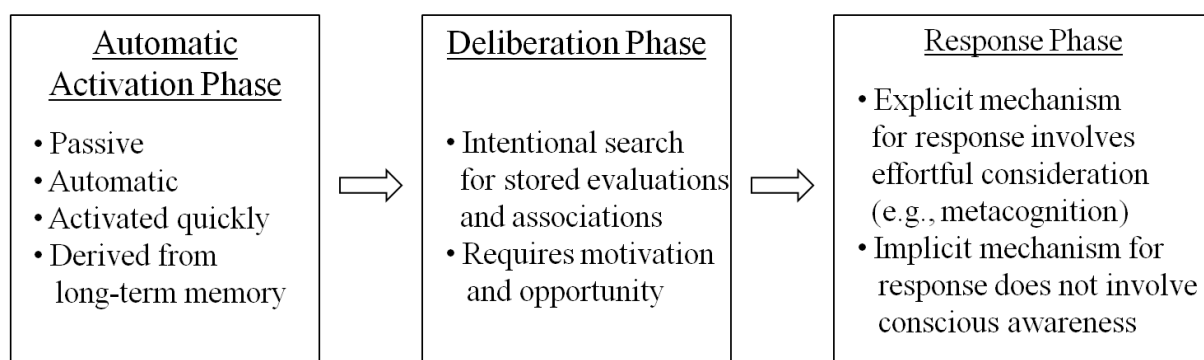 Automatic
Activation Phase
• Passive
• Automatic
• Activated quickly
• Derived from
long-term memory
Deliberation Phase
• Intentional search
for stored evaluations
and associations
• Requires motivation
and opportunity
Response Phase
• Explicit mechanism
for response involves
effortful consideration
(e.g., metacognition)
• Implicit mechanism for
response does not involve
conscious awareness